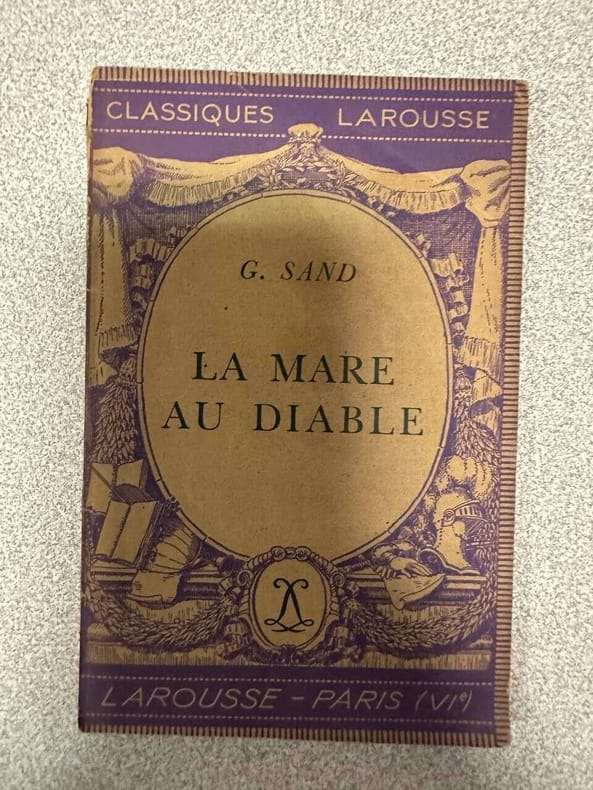 CLASSIQUES LAROUSSE
G. SAND
LA MARE
AU DIABLE
LAROUSSE – PARIS (VIᵉ)